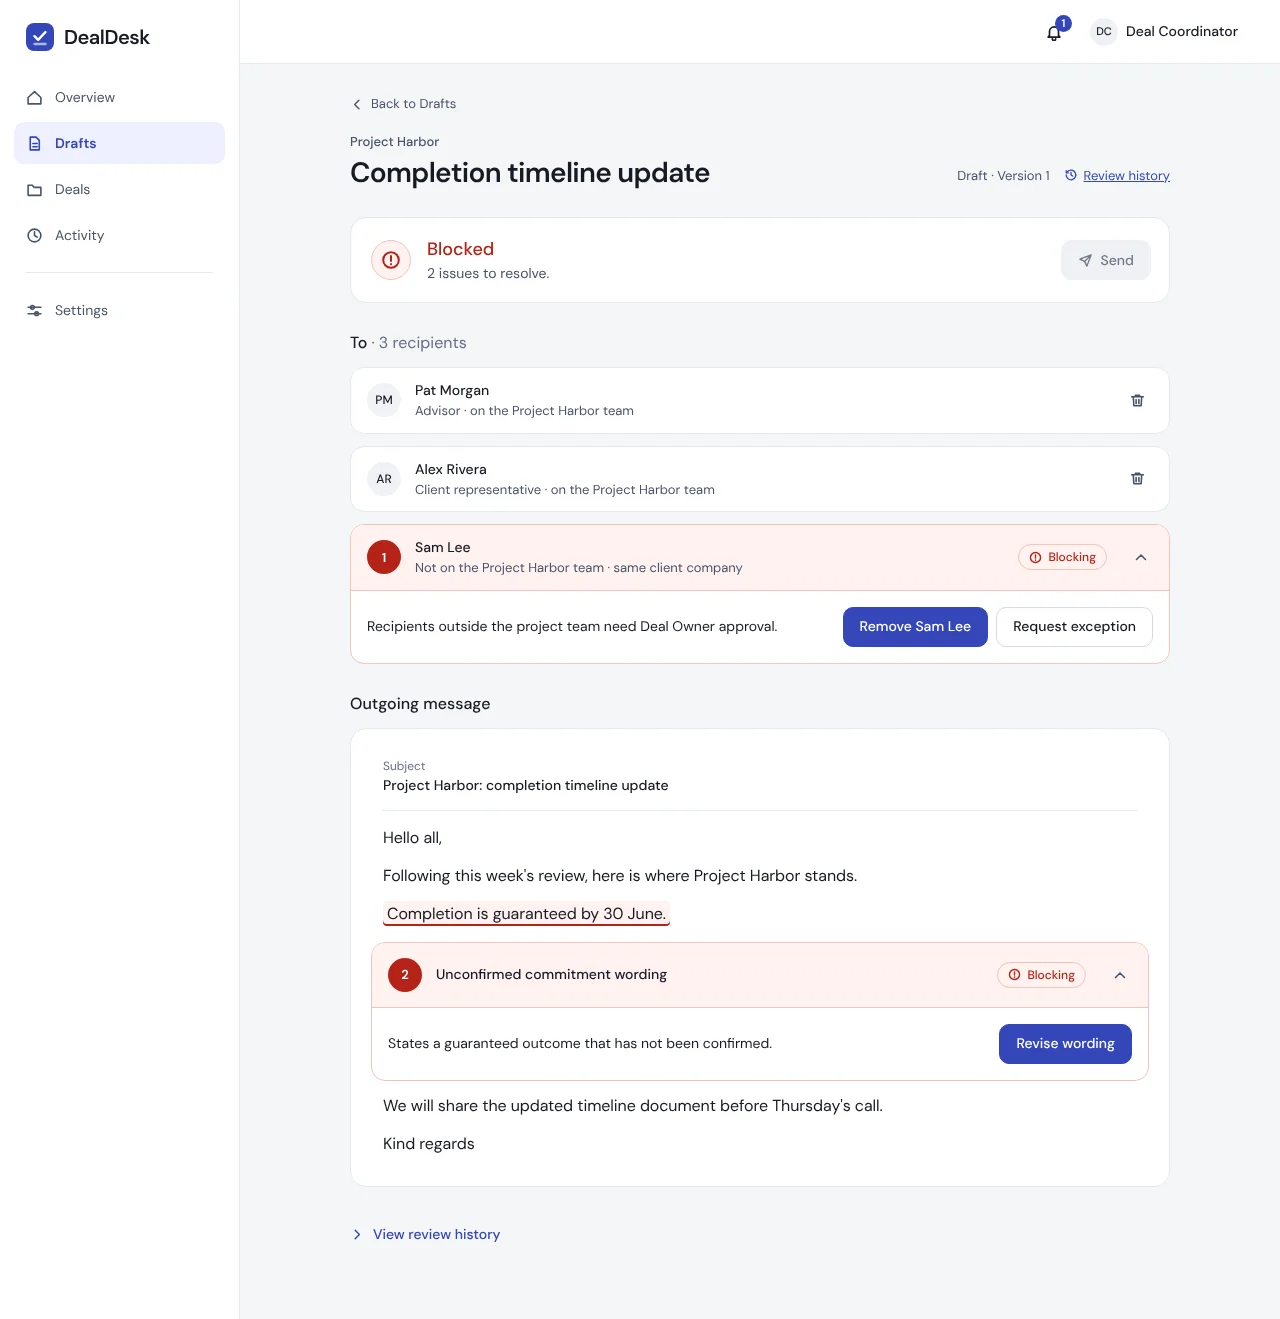 DealDesk
1
DC
Deal Coordinator
Overview
Drafts
Deals
Activity
Settings
Back to Drafts
Project Harbor
Completion timeline update
Draft · Version 1
Review history
Blocked
2 issues to resolve.
Send
To · 3 recipients
PM
Pat Morgan
Advisor · on the Project Harbor team
AR
Alex Rivera
Client representative · on the Project Harbor team
1
Sam Lee
Not on the Project Harbor team · same client company
Blocking
Recipients outside the project team need Deal Owner approval.
Remove Sam Lee
Request exception
Outgoing message
Subject
Project Harbor: completion timeline update
Hello all,
Following this week's review, here is where Project Harbor stands.
Completion is guaranteed by 30 June.
2
Unconfirmed commitment wording
Blocking
States a guaranteed outcome that has not been confirmed.
Revise wording
We will share the updated timeline document before Thursday's call.
Kind regards
View review history